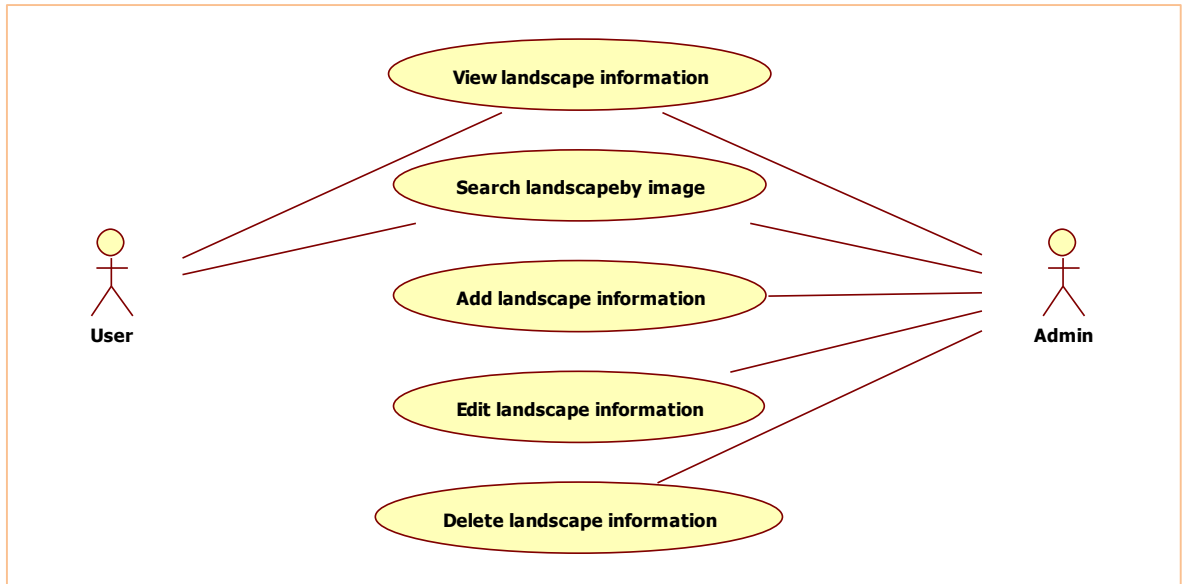 View landscape information
Search landscapeby image
Add landscape information
User
Admin
Edit landscape information
Delete landscape information